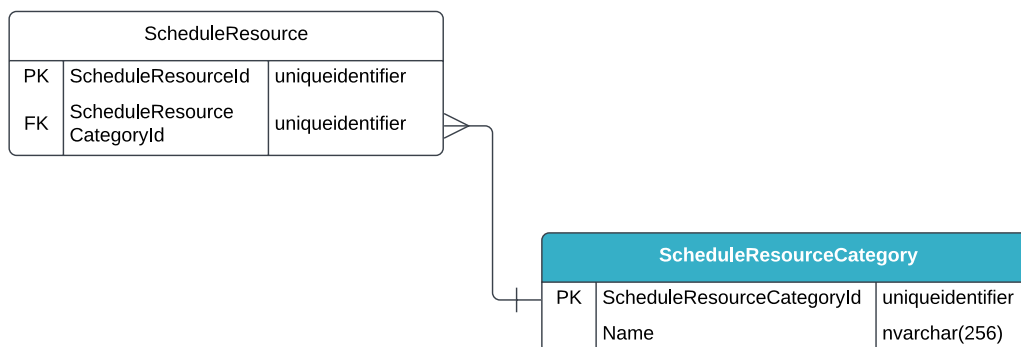 ScheduleResource
PK ScheduleResourceId uniqueidentifier
FK ScheduleResource
CategoryId uniqueidentifier
ScheduleResourceCategory
PK ScheduleResourceCategoryId uniqueidentifier
Name nvarchar(256)